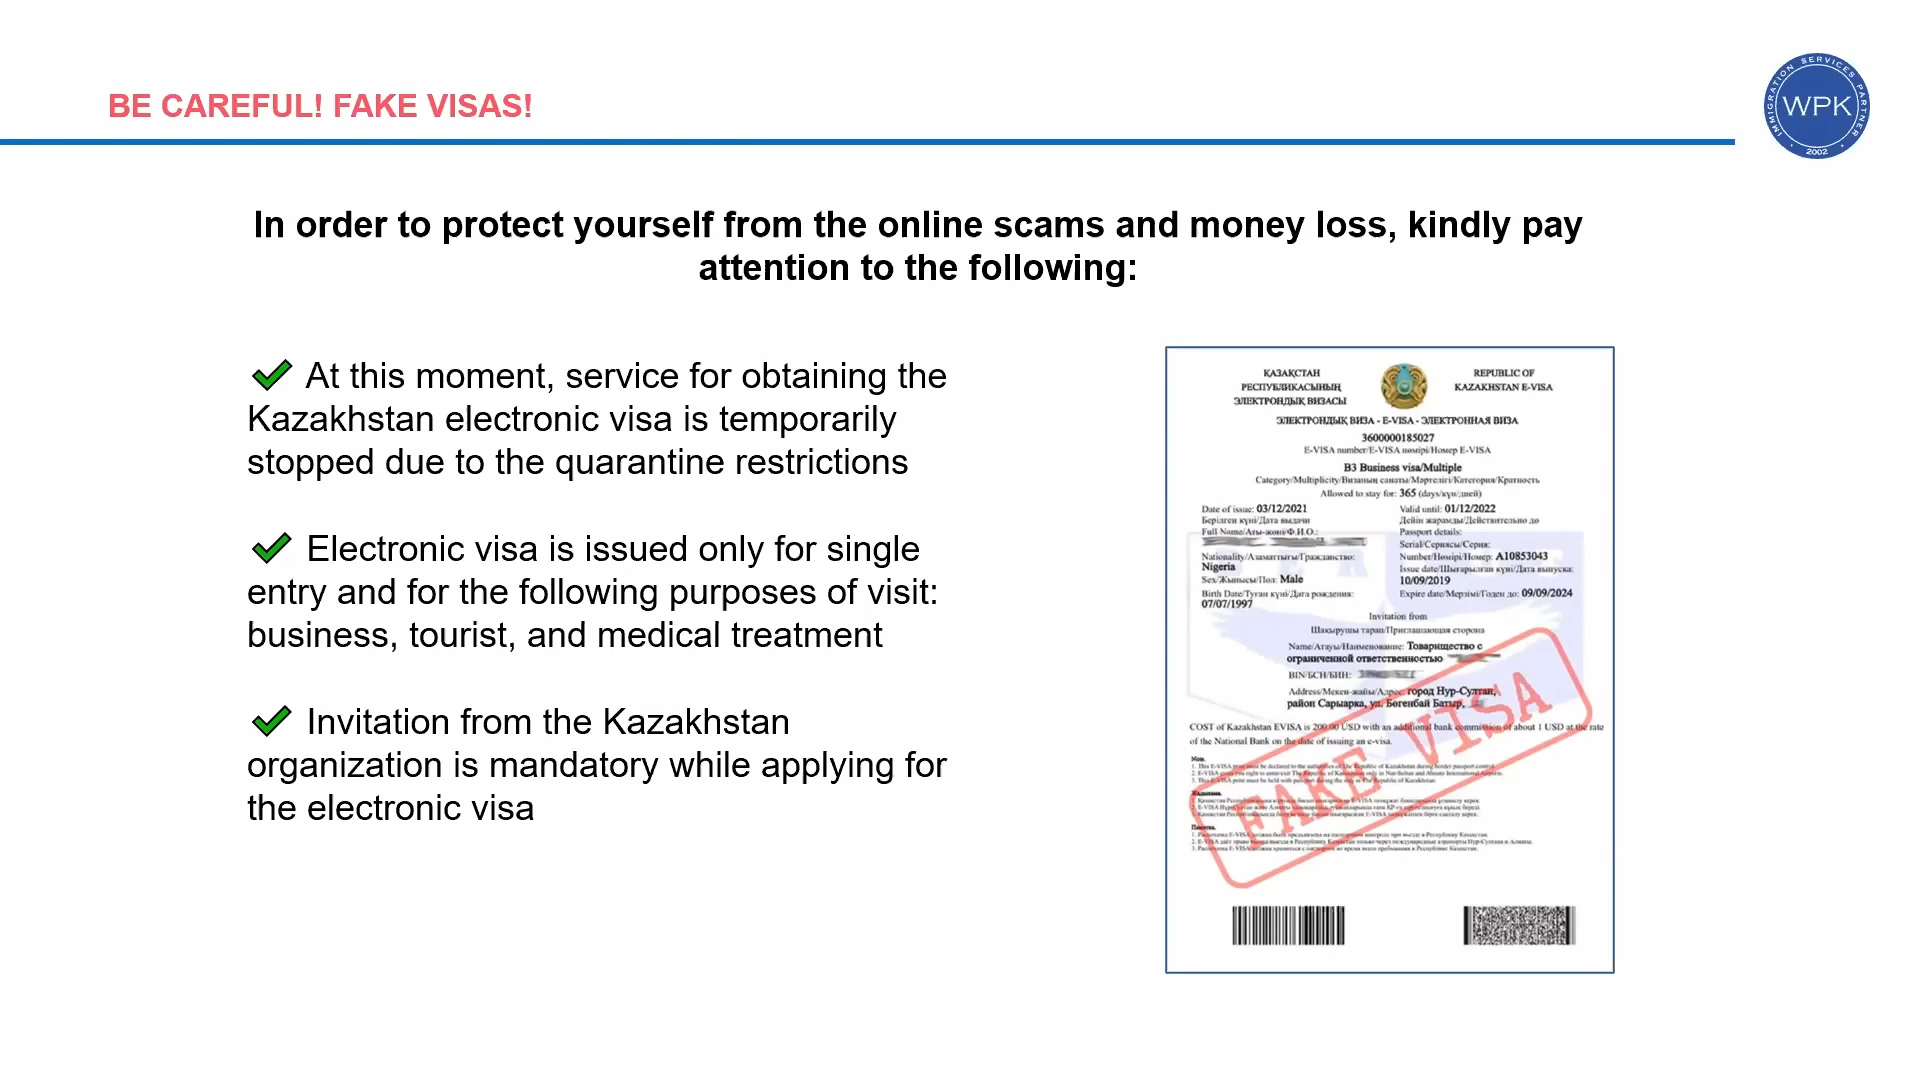 BE CAREFUL! FAKE VISAS!
IMMIGRATION SERVICES PARTNER
WPK
2002
In order to protect yourself from the online scams and money loss, kindly pay
attention to the following:
At this moment, service for obtaining the
Kazakhstan electronic visa is temporarily
stopped due to the quarantine restrictions
Electronic visa is issued only for single
entry and for the following purposes of visit:
business, tourist, and medical treatment
Invitation from the Kazakhstan
organization is mandatory while applying for
the electronic visa
ҚАЗАҚСТАН
РЕСПУБЛИКАСЫНЫҢ
ЭЛЕКТРОНДЫҚ ВИЗАСЫ
REPUBLIC OF
KAZAKHSTAN E-VISA
ЭЛЕКТРОНДЫҚ ВИЗА - E-VISA - ЭЛЕКТРОННАЯ ВИЗА
3600000185027
E-VISA number/E-VISA нөмірі/Номер E-VISA
B3 Business visa/Multiple
Category/Multiplicity/Визаның санаты/Мәртелігі/Категория/Кратность
Allowed to stay for: 365 (days/күн/дней)
Date of issue: 03/12/2021
Берілген күні/Дата выдачи
Full Name/Аты-жөні/Ф.И.О.:
Nationality/Азаматтығы/Гражданство:
Nigeria
Sex/Жынысы/Пол: Male
Birth Date/Туған күні/Дата рождения:
07/07/1997
Valid until: 01/12/2022
Дейін жарамды/Действительно до
Passport details:
Serial/Сериясы/Серия:
Number/Нөмірі/Номер: A10853043
Issue date/Шығарылған күні/Дата выпуска:
10/09/2019
Expire date/Мерзімі/Годен до: 09/09/2024
Invitation from
Шақырушы тарап/Приглашающая сторона
Name/Атауы/Наименование: Товарищество с
ограниченной ответственностью
BIN/БСН/БИН:
Address/Мекен-жайы/Адрес: город Нур-Султан,
район Сарыарка, ул. Бөгенбай Батыр,
COST of Kazakhstan EVISA is 200.00 USD with an additional bank commission of about 1 USD at the rate
of the National Bank on the date of issuing an e-visa.
FAKE VISA